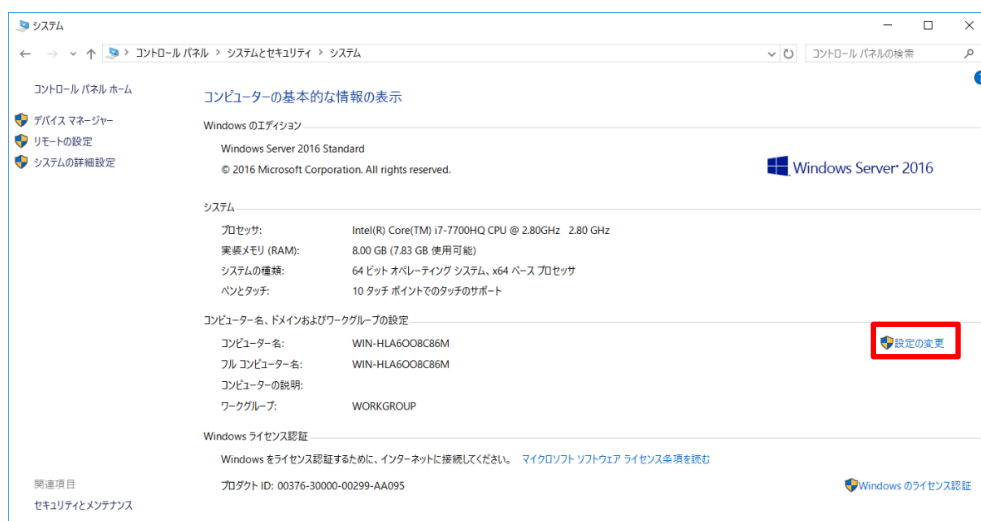 システム
コントロール パネル › システムとセキュリティ › システム
コントロール パネルの検索
コントロール パネル ホーム
デバイス マネージャー
リモートの設定
システムの詳細設定
コンピューターの基本的な情報の表示
Windows のエディション
Windows Server 2016 Standard
© 2016 Microsoft Corporation. All rights reserved.
Windows Server 2016
システム
プロセッサ: Intel(R) Core(TM) i7-7700HQ CPU @ 2.80GHz 2.80 GHz
実装メモリ (RAM): 8.00 GB (7.83 GB 使用可能)
システムの種類: 64 ビット オペレーティング システム、x64 ベース プロセッサ
ペンとタッチ: 10 タッチ ポイントでのタッチのサポート
コンピューター名、ドメインおよびワークグループの設定
コンピューター名: WIN-HLA6OO8C86M
設定の変更
フル コンピューター名: WIN-HLA6OO8C86M
コンピューターの説明:
ワークグループ: WORKGROUP
Windows ライセンス認証
Windows をライセンス認証するために、インターネットに接続してください。 マイクロソフト ソフトウェア ライセンス条項を読む
プロダクト ID: 00376-30000-00299-AA095
Windows のライセンス認証
関連項目
セキュリティとメンテナンス